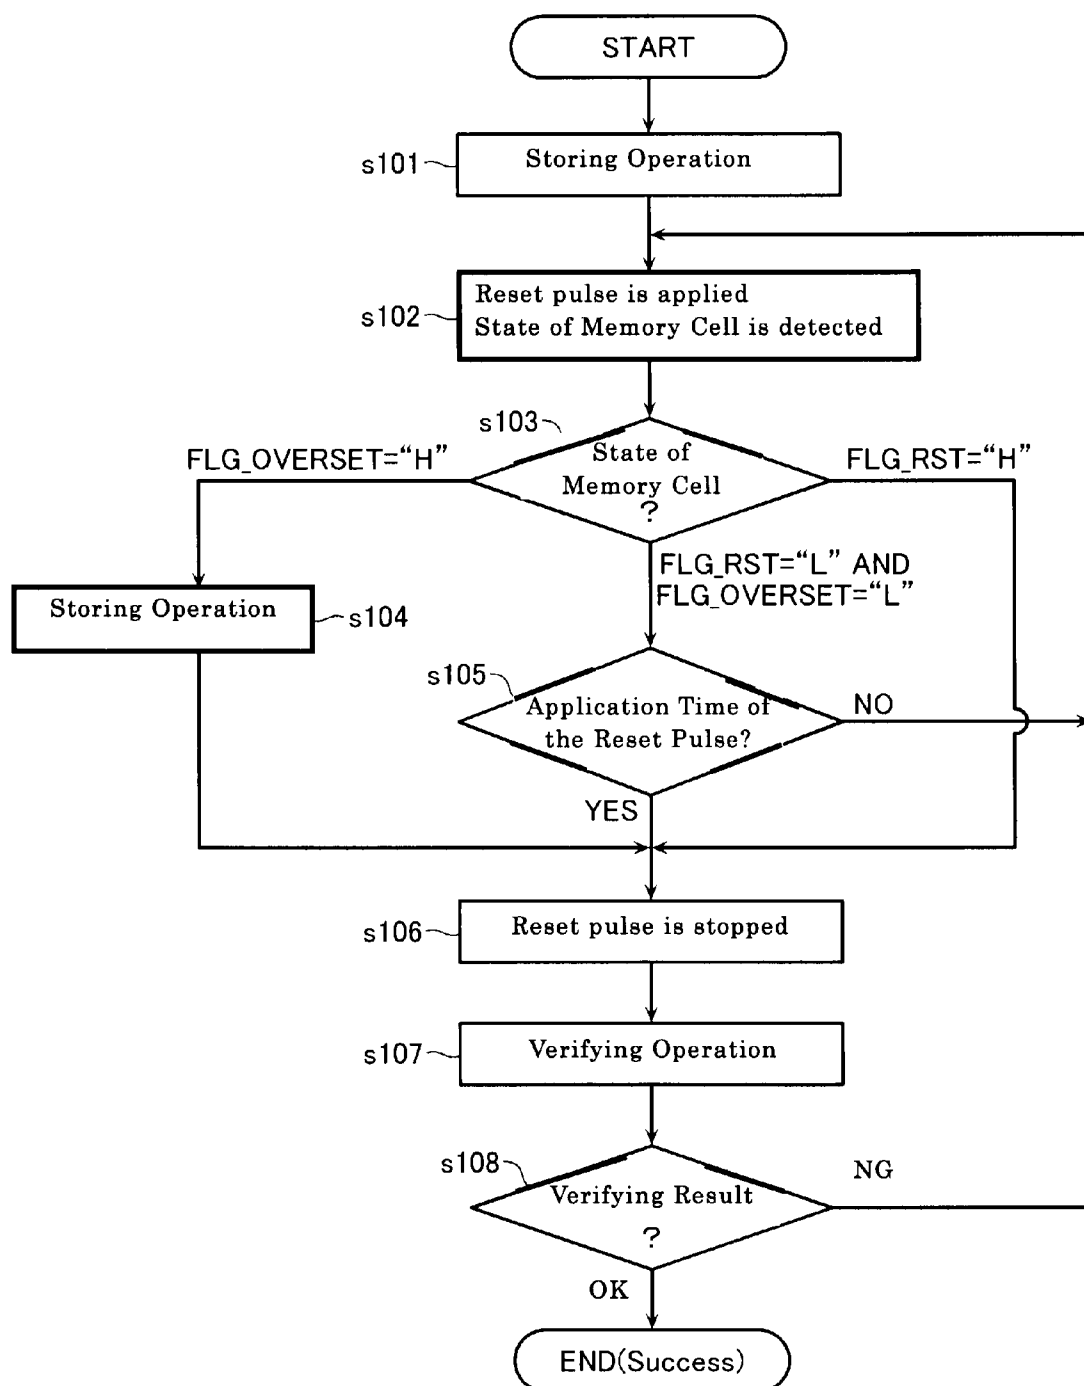 START
s101
Storing Operation
s102
Reset pulse is applied
State of Memory Cell is detected
s103
FLG_OVERSET=“H”
State of
Memory Cell
?
FLG_RST=“H”
FLG_RST=“L” AND
FLG_OVERSET=“L”
Storing Operation
s104
s105
Application Time of
the Reset Pulse?
NO
YES
s106
Reset pulse is stopped
s107
Verifying Operation
s108
Verifying Result
?
NG
OK
END(Success)